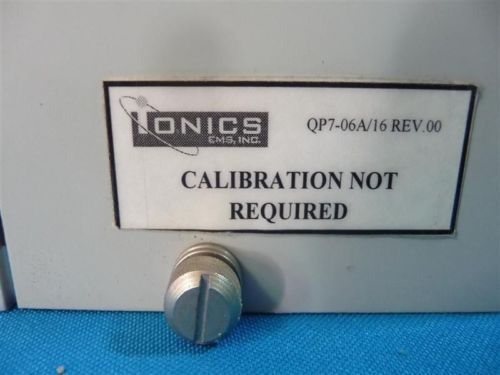 IONICS
EMS, INC.
QP7-06A/16 REV.00
CALIBRATION NOT
REQUIRED